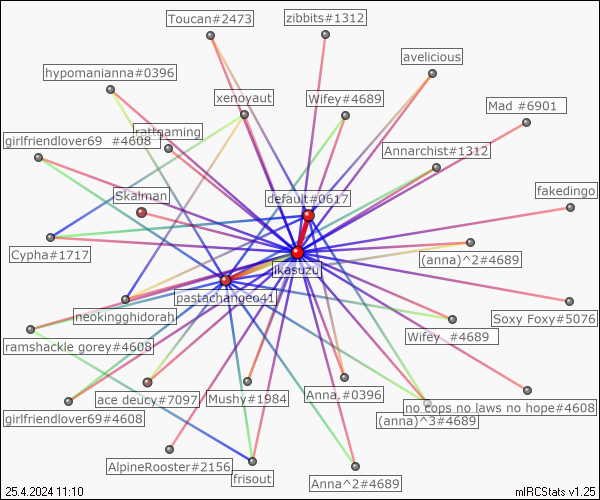 Toucan#2473
zibbits#1312
avelicious
hypomanianna#0396
xenoyaut
Wifey#4689
Mad #6901
rattgaming
girlfriendlover69 #4608
Annarchist#1312
Skalman
default#0617
fakedingo
Cypha#1717
(anna)^2#4689
ikasuzu
pastachangeo41
neokingghidorah
Soxy Foxy#5076
ramshackle gorey#4608
Wifey #4689
ace deucy#7097
Mushy#1984
Anna.#0396
no cops no laws no hope#4608
girlfriendlover69#4608
(anna)^3#4689
AlpineRooster#2156
frisout
Anna^2#4689
25.4.2024 11:10
mIRCStats v1.25